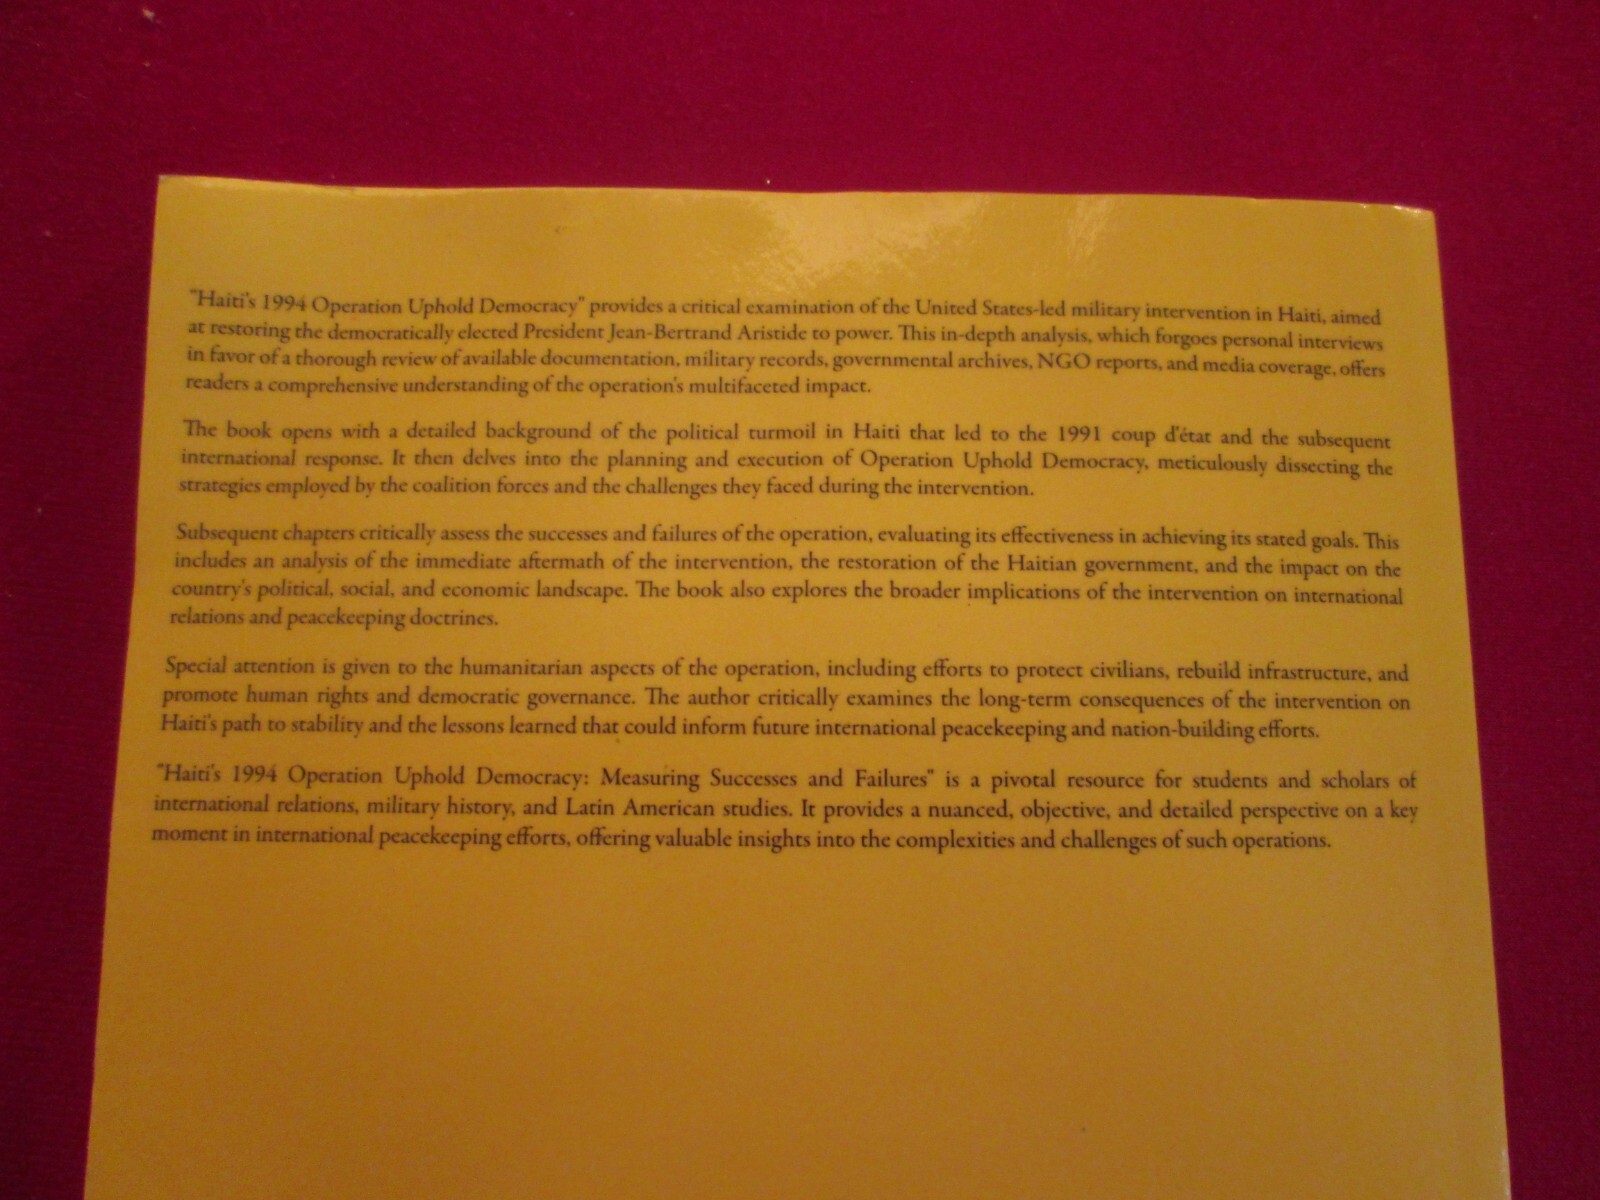 "Haiti's 1994 Operation Uphold Democracy" provides a critical examination of the United States-led military intervention in Haiti, aimed
at restoring the democratically elected President Jean-Bertrand Aristide to power. This in-depth analysis, which forgoes personal interviews
in favor of a thorough review of available documentation, military records, governmental archives, NGO reports, and media coverage, offers
readers a comprehensive understanding of the operation's multifaceted impact.
The book opens with a detailed background of the political turmoil in Haiti that led to the 1991 coup d'état and the subsequent
international response. It then delves into the planning and execution of Operation Uphold Democracy, meticulously dissecting the
strategies employed by the coalition forces and the challenges they faced during the intervention.
Subsequent chapters critically assess the successes and failures of the operation, evaluating its effectiveness in achieving its stated goals. This
includes an analysis of the immediate aftermath of the intervention, the restoration of the Haitian government, and the impact on the
country's political, social, and economic landscape. The book also explores the broader implications of the intervention on international
relations and peacekeeping doctrines.
Special attention is given to the humanitarian aspects of the operation, including efforts to protect civilians, rebuild infrastructure, and
promote human rights and democratic governance. The author critically examines the long-term consequences of the intervention on
Haiti's path to stability and the lessons learned that could inform future international peacekeeping and nation-building efforts.
"Haiti's 1994 Operation Uphold Democracy: Measuring Successes and Failures" is a pivotal resource for students and scholars of
international relations, military history, and Latin American studies. It provides a nuanced, objective, and detailed perspective on a key
moment in international peacekeeping efforts, offering valuable insights into the complexities and challenges of such operations.